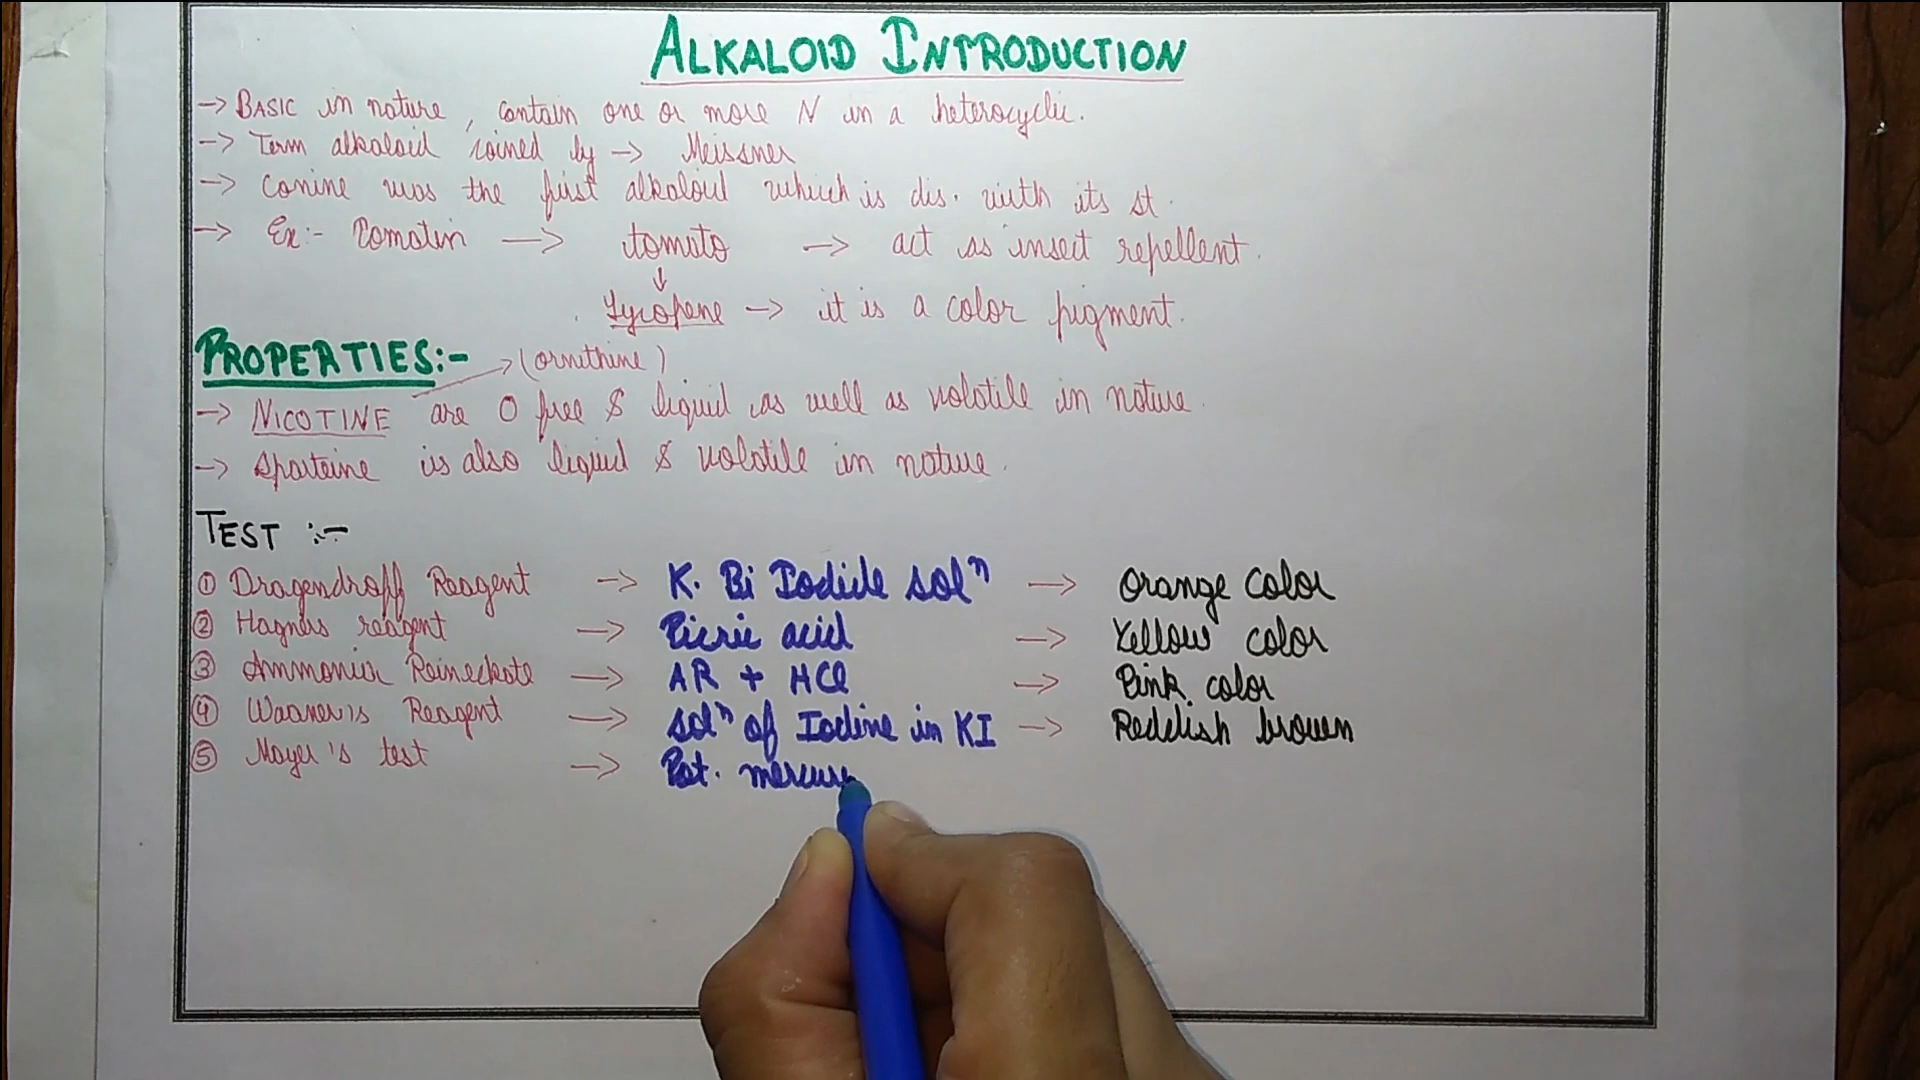 ALKALOID INTRODUCTION
→ BASIC in nature, contain one or more N in a heterocyclic.
→ Term alkaloid coined by → Meissner
→ Conine was the first alkaloid which is dis. with its st.
→ Ex:- Tomatin → tomato → act as insect repellent.
↓
Lycopene → it is a color pigment.
PROPERTIES:- → (ornithine)
→ NICOTINE are O free & liquid as well as volatile in nature.
→ Sparteine is also liquid & volatile in nature.
TEST :-
① Dragendroff Reagent → K. Bi Iodide solⁿ → Orange color
② Hagners reagent → Picric acid → Yellow color
③ Ammonia Reineckate → AR + HCl → Pink color
④ Waaner's Reagent → solⁿ of Iodine in KI → Reddish brown
⑤ Mayer's test → Pot. mercury